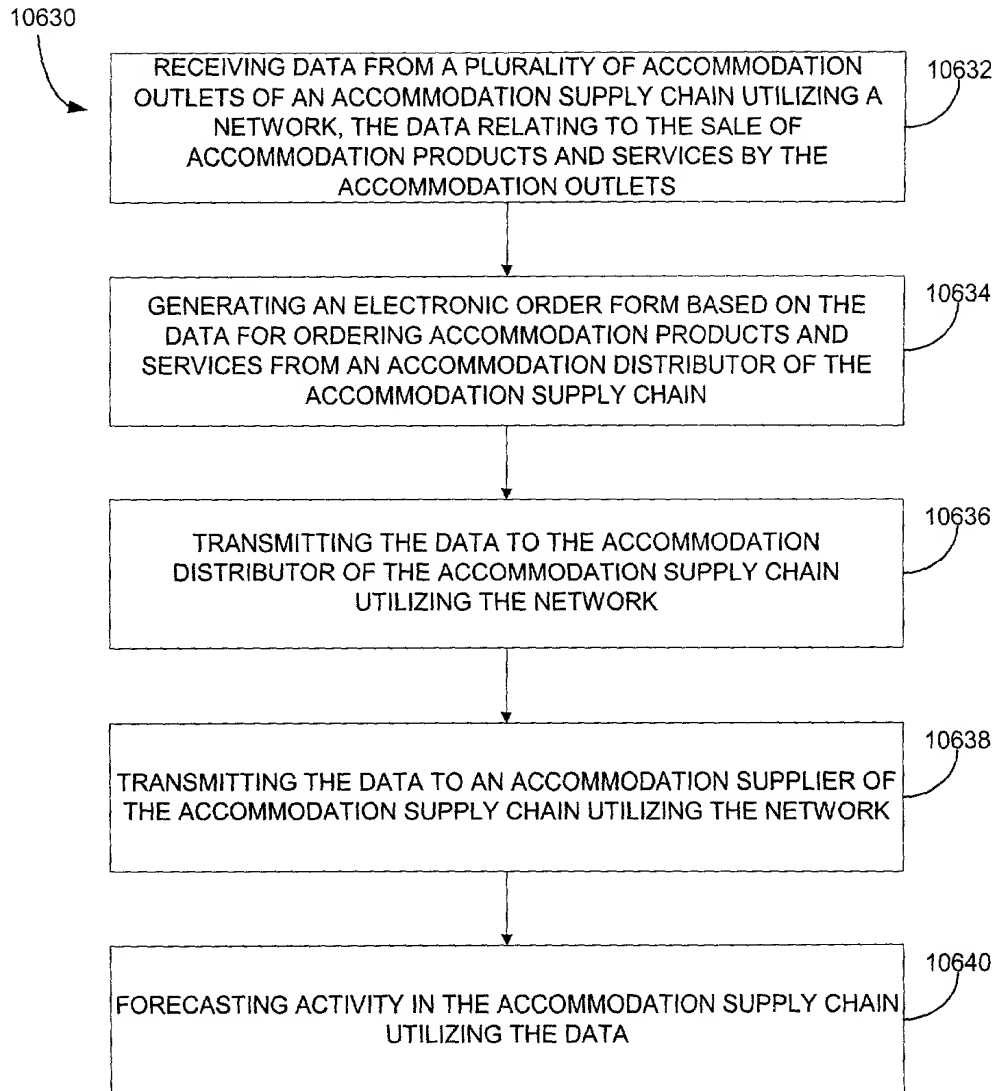 10630
RECEIVING DATA FROM A PLURALITY OF ACCOMMODATION
OUTLETS OF AN ACCOMMODATION SUPPLY CHAIN UTILIZING A
NETWORK, THE DATA RELATING TO THE SALE OF
ACCOMMODATION PRODUCTS AND SERVICES BY THE
ACCOMMODATION OUTLETS
10632
GENERATING AN ELECTRONIC ORDER FORM BASED ON THE
DATA FOR ORDERING ACCOMMODATION PRODUCTS AND
SERVICES FROM AN ACCOMMODATION DISTRIBUTOR OF THE
ACCOMMODATION SUPPLY CHAIN
10634
TRANSMITTING THE DATA TO THE ACCOMMODATION
DISTRIBUTOR OF THE ACCOMMODATION SUPPLY CHAIN
UTILIZING THE NETWORK
10636
TRANSMITTING THE DATA TO AN ACCOMMODATION SUPPLIER OF
THE ACCOMMODATION SUPPLY CHAIN UTILIZING THE NETWORK
10638
FORECASTING ACTIVITY IN THE ACCOMMODATION SUPPLY CHAIN
UTILIZING THE DATA
10640